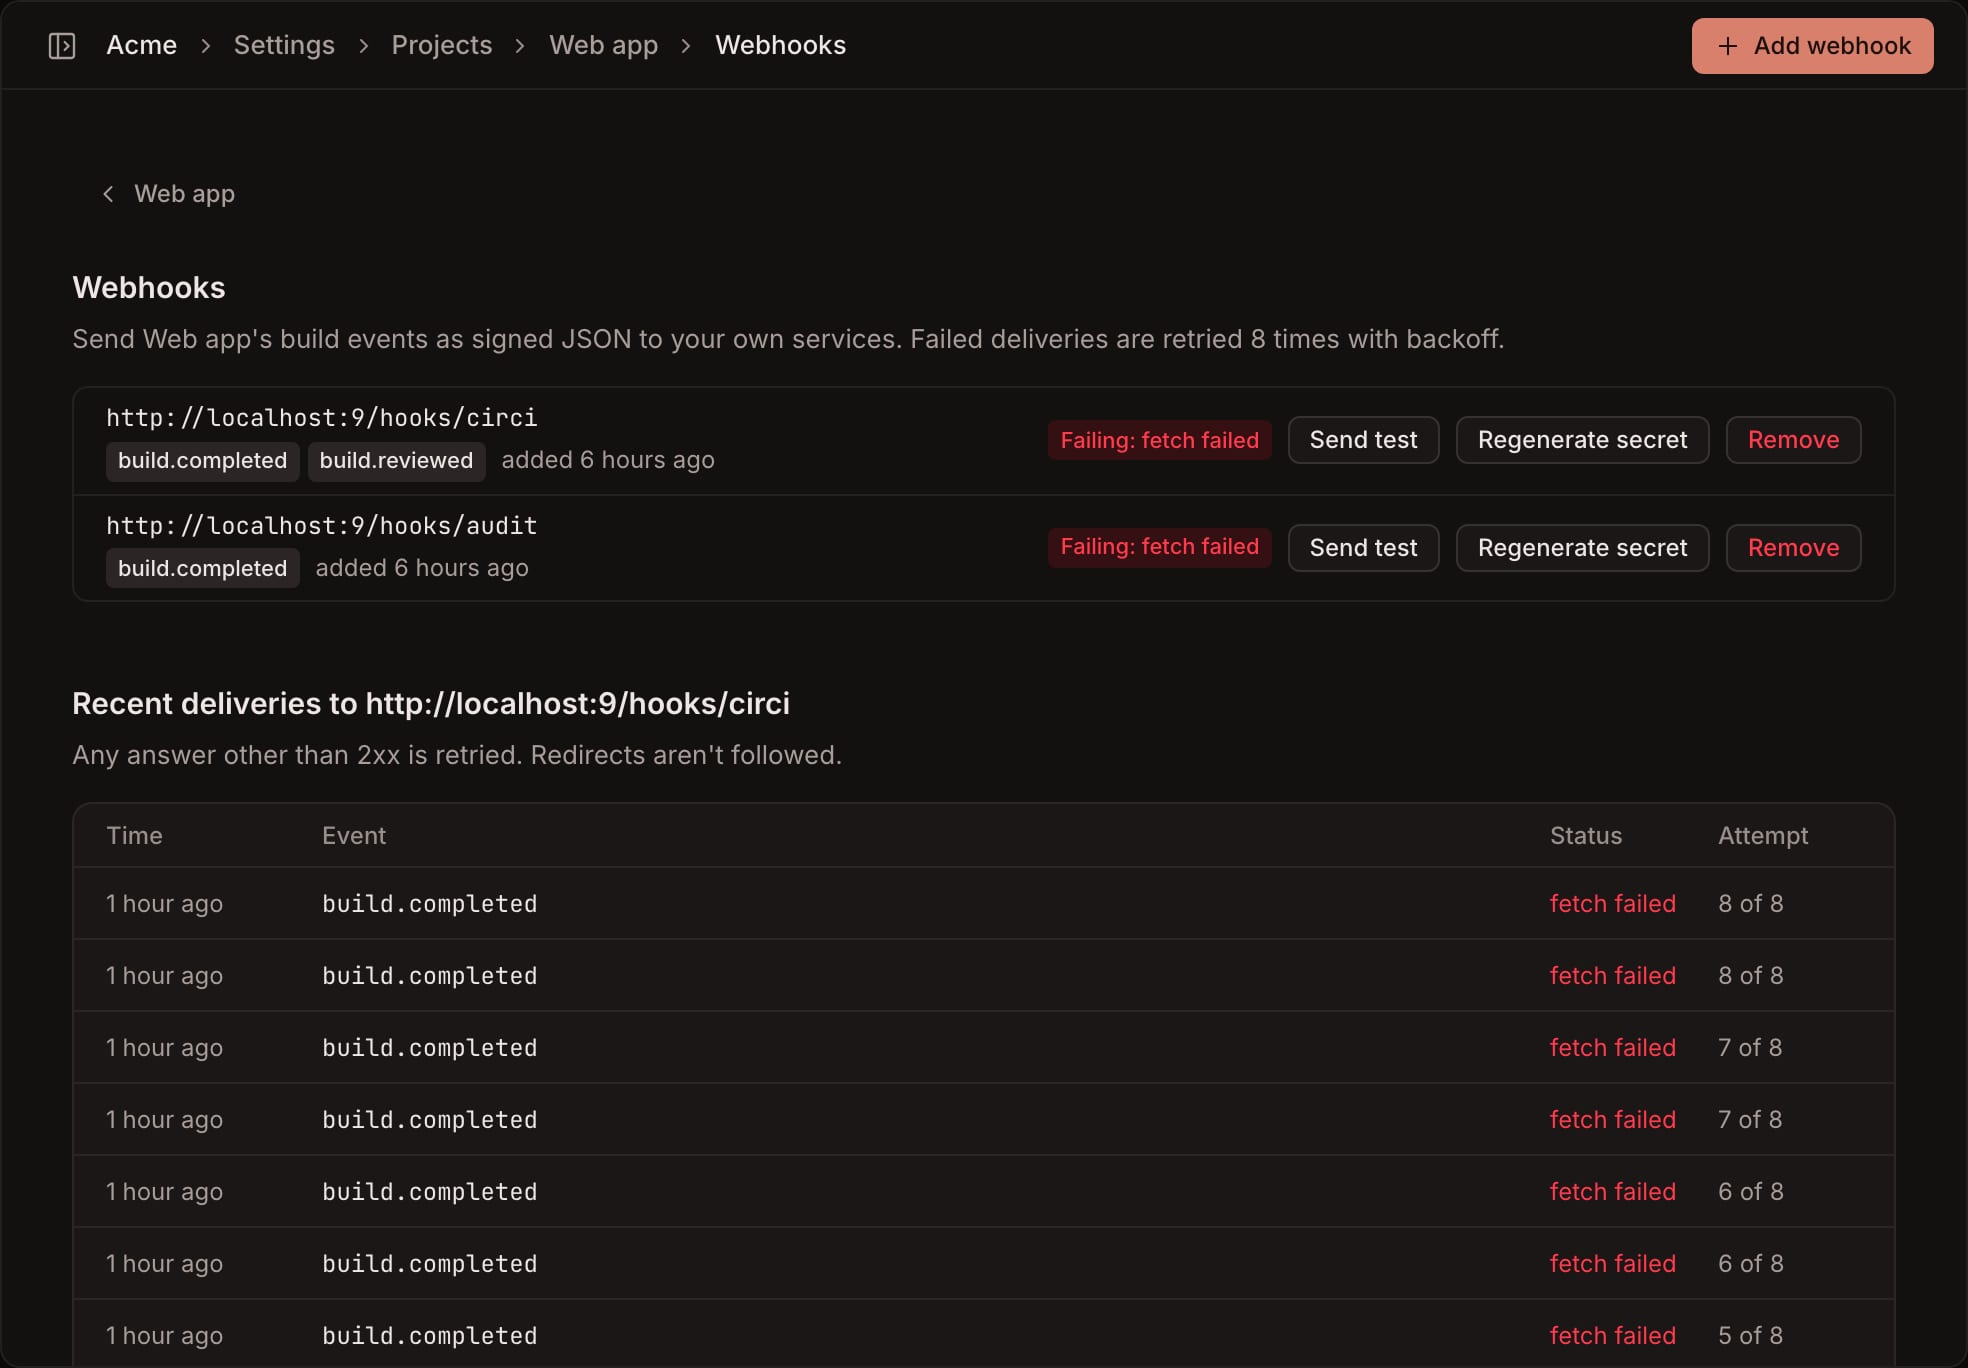 Acme > Settings > Projects > Web app > Webhooks
+ Add webhook
< Web app
Webhooks
Send Web app's build events as signed JSON to your own services. Failed deliveries are retried 8 times with backoff.
http://localhost:9/hooks/circi
build.completed build.reviewed added 6 hours ago
Failing: fetch failed Send test Regenerate secret Remove
http://localhost:9/hooks/audit
build.completed added 6 hours ago
Failing: fetch failed Send test Regenerate secret Remove
Recent deliveries to http://localhost:9/hooks/circi
Any answer other than 2xx is retried. Redirects aren't followed.
Time Event Status Attempt
1 hour ago build.completed fetch failed 8 of 8
1 hour ago build.completed fetch failed 8 of 8
1 hour ago build.completed fetch failed 7 of 8
1 hour ago build.completed fetch failed 7 of 8
1 hour ago build.completed fetch failed 6 of 8
1 hour ago build.completed fetch failed 6 of 8
1 hour ago build.completed fetch failed 5 of 8